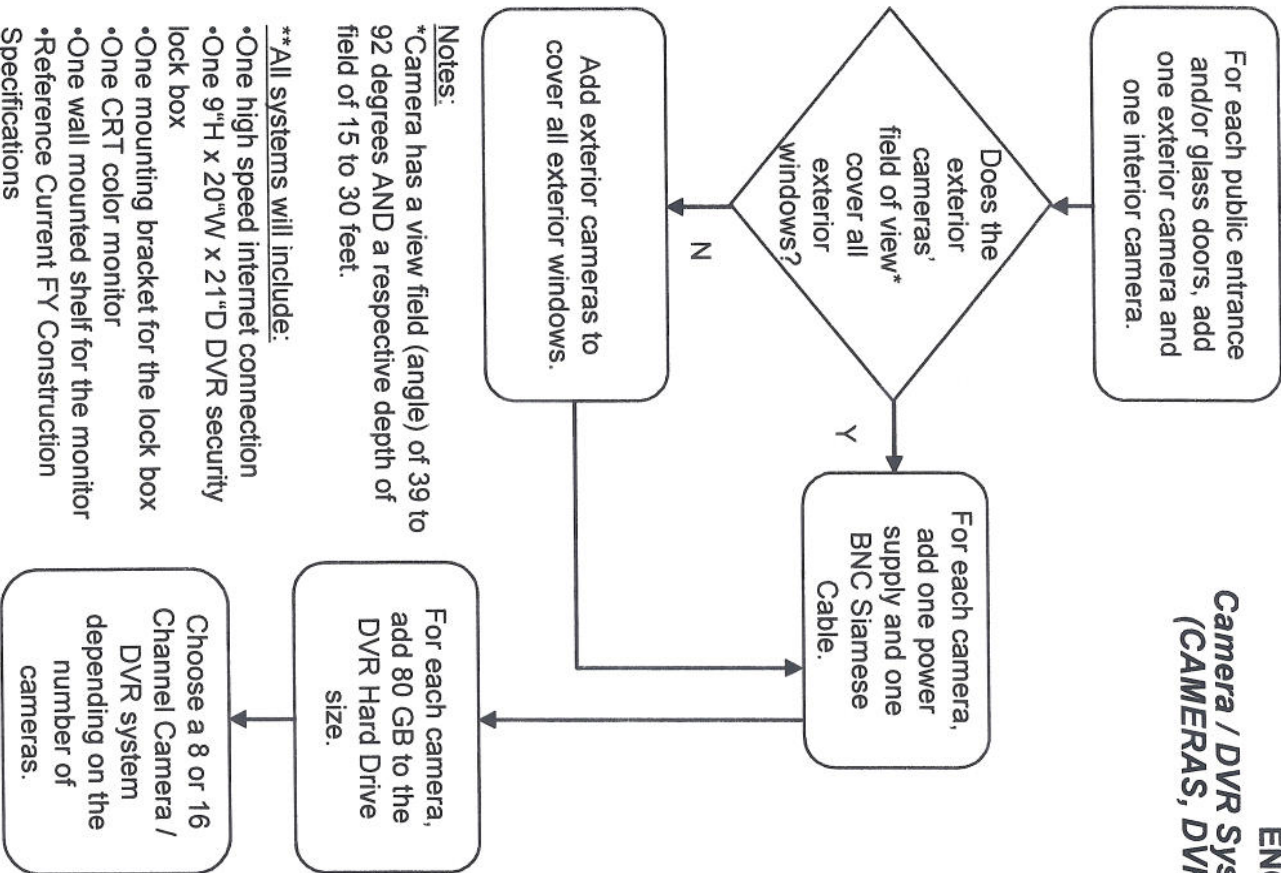 ENG
Camera / DVR Sys
(CAMERAS, DVR
For each public entrance
and/or glass doors, add
one exterior camera and
one interior camera.
Does the
exterior
cameras'
field of view*
cover all
exterior
windows?
Y
N
For each camera,
add one power
supply and one
BNC Siamese
Cable.
Add exterior cameras to
cover all exterior windows.
For each camera,
add 80 GB to the
DVR Hard Drive
size.
Choose a 8 or 16
Channel Camera /
DVR system
depending on the
number of
cameras.
Notes:
*Camera has a view field (angle) of 39 to
92 degrees AND a respective depth of
field of 15 to 30 feet.
**All systems will include:
•One high speed internet connection
•One 9"H x 20"W x 21"D DVR security
lock box
•One mounting bracket for the lock box
•One CRT color monitor
•One wall mounted shelf for the monitor
•Reference Current FY Construction
Specifications